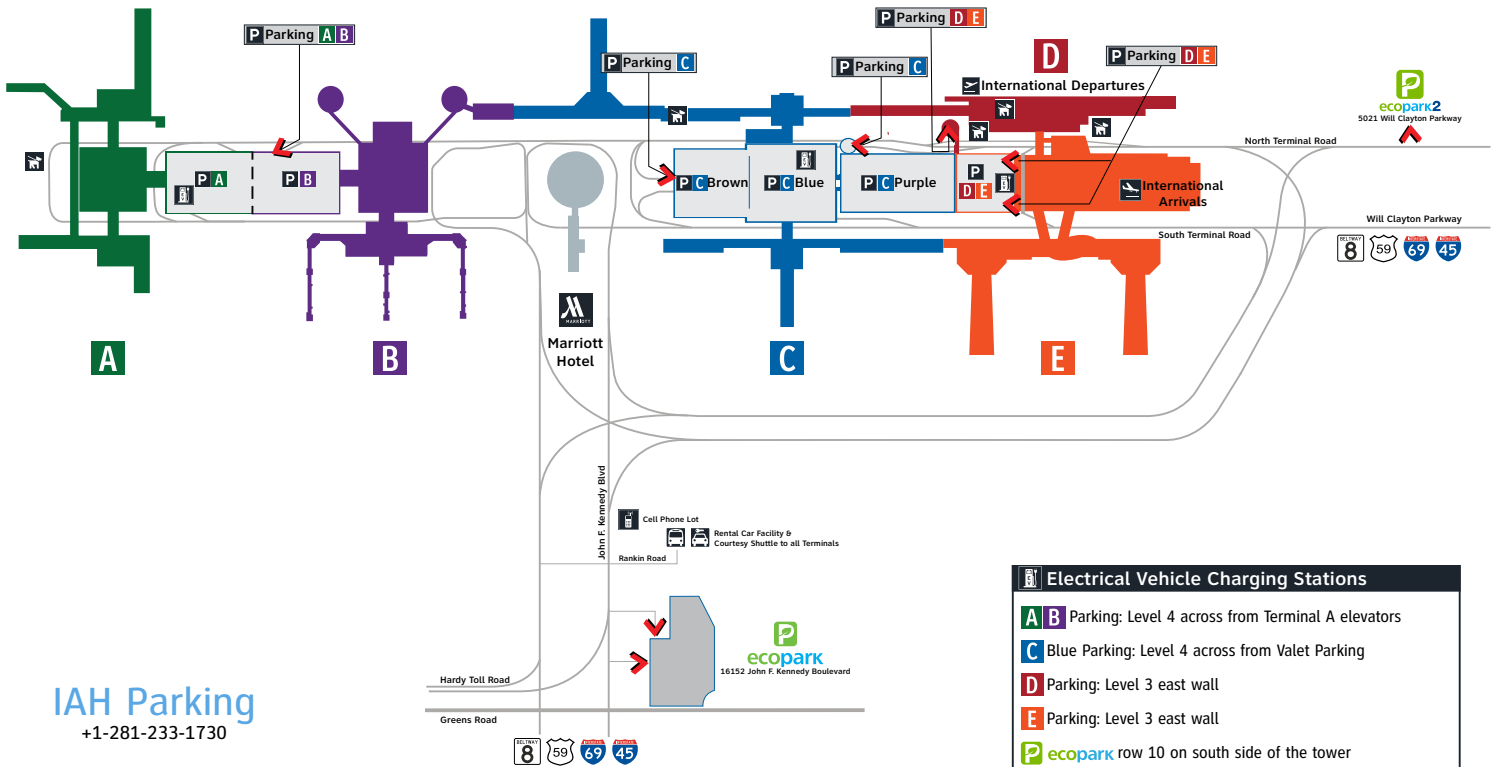 P Parking A B
P Parking C
P Parking C
P Parking D E
D
P Parking D E
International Departures
ecopark2
5021 Will Clayton Parkway
North Terminal Road
P A
P B
P C Brown
P C Blue
P C Purple
P
D E
International
Arrivals
Will Clayton Parkway
South Terminal Road
BELTWAY
8
59
69
45
A
B
MARRIOTT
Marriott
Hotel
C
E
John F. Kennedy Blvd
Cell Phone Lot
Rental Car Facility &
Courtesy Shuttle to all Terminals
Rankin Road
P
ecopark
16152 John F. Kennedy Boulevard
Hardy Toll Road
Greens Road
BELTWAY
8
59
69
45
IAH Parking
+1-281-233-1730
Electrical Vehicle Charging Stations
A B Parking: Level 4 across from Terminal A elevators
C Blue Parking: Level 4 across from Valet Parking
D Parking: Level 3 east wall
E Parking: Level 3 east wall
P ecopark row 10 on south side of the tower